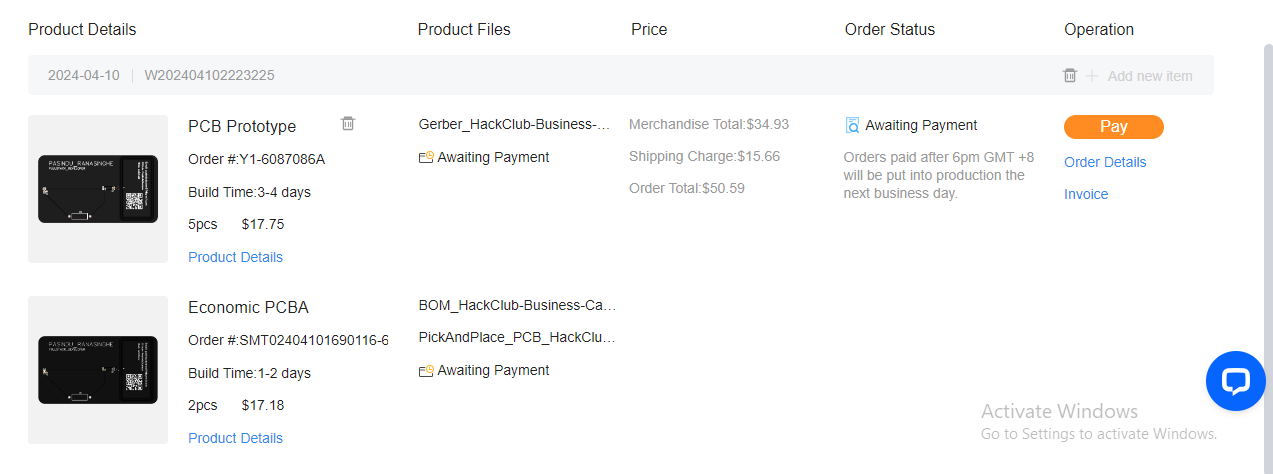 Product Details
Product Files
Price
Order Status
Operation
2024-04-10
W202404102223225
Add new item
PASINDU_RANASINGHE
PCB Prototype
Order #:Y1-6087086A
Build Time:3-4 days
5pcs $17.75
Product Details
Gerber_HackClub-Business-...
Awaiting Payment
Merchandise Total:$34.93
Shipping Charge:$15.66
Order Total:$50.59
Awaiting Payment
Orders paid after 6pm GMT +8
will be put into production the
next business day.
Pay
Order Details
Invoice
PASINDU_RANASINGHE
Economic PCBA
Order #:SMT02404101690116-6
Build Time:1-2 days
2pcs $17.18
Product Details
BOM_HackClub-Business-Ca...
PickAndPlace_PCB_HackClu...
Awaiting Payment
Activate Windows
Go to Settings to activate Windows.